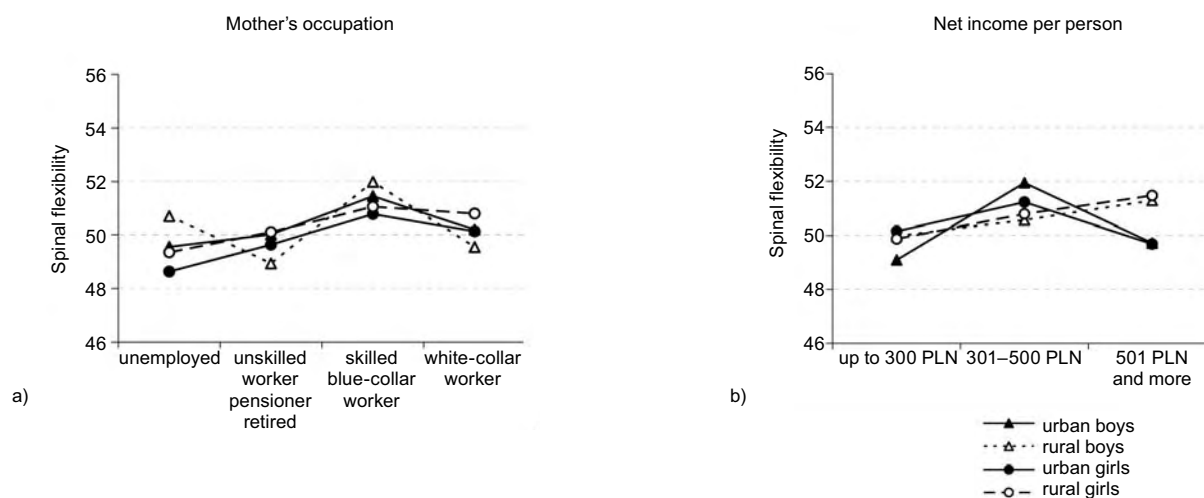 Mother's occupation
56
54
52
50
48
46
Spinal flexibility
unemployed
unskilled
worker
pensioner
retired
skilled
blue-collar
worker
white-collar
worker
a)
Net income per person
56
54
52
50
48
46
Spinal flexibility
up to 300 PLN
301–500 PLN
501 PLN
and more
b)
urban boys
rural boys
urban girls
rural girls